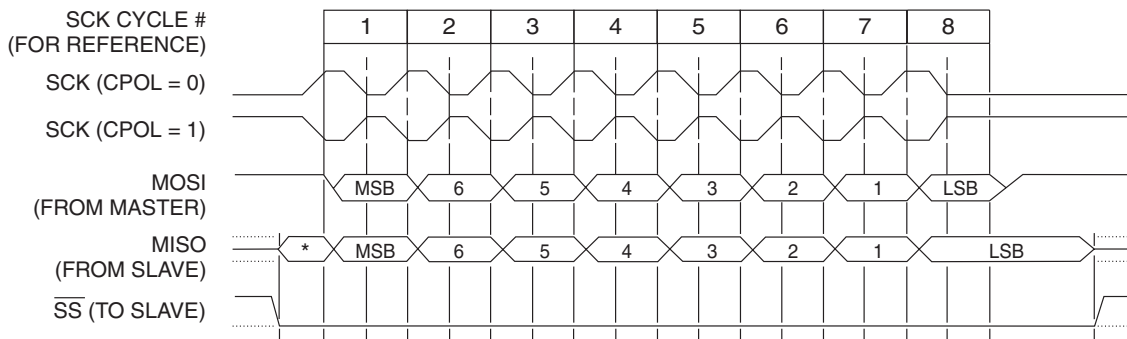 SCK CYCLE #
(FOR REFERENCE)
1 2 3 4 5 6 7 8
SCK (CPOL = 0)
SCK (CPOL = 1)
MOSI
(FROM MASTER)
MSB 6 5 4 3 2 1 LSB
MISO
(FROM SLAVE)
* MSB 6 5 4 3 2 1 LSB
SS (TO SLAVE)